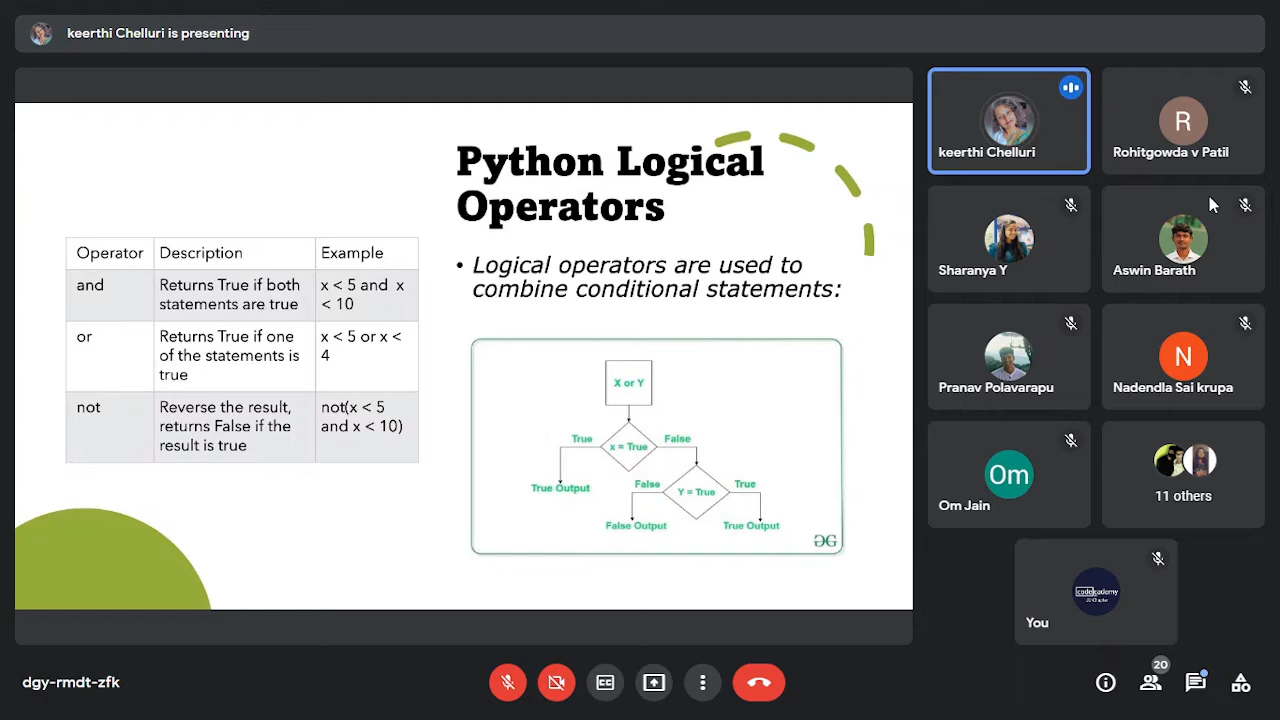 keerthi Chelluri is presenting
Python Logical
Operators
• Logical operators are used to
combine conditional statements:
Operator Description Example
and Returns True if both x < 5 and x
statements are true < 10
or Returns True if one x < 5 or x <
of the statements is 4
true
not Reverse the result, not(x < 5
returns False if the and x < 10)
result is true
X or Y
True x = True False
True Output
False Y = True True
False Output True Output
GG
keerthi Chelluri
Rohitgowda v Patil
R
Sharanya Y
Aswin Barath
Pranav Polavarapu
N
Nadendla Sai krupa
Om
Om Jain
11 others
codecademy
You
dgy-rmdt-zfk
CC
20